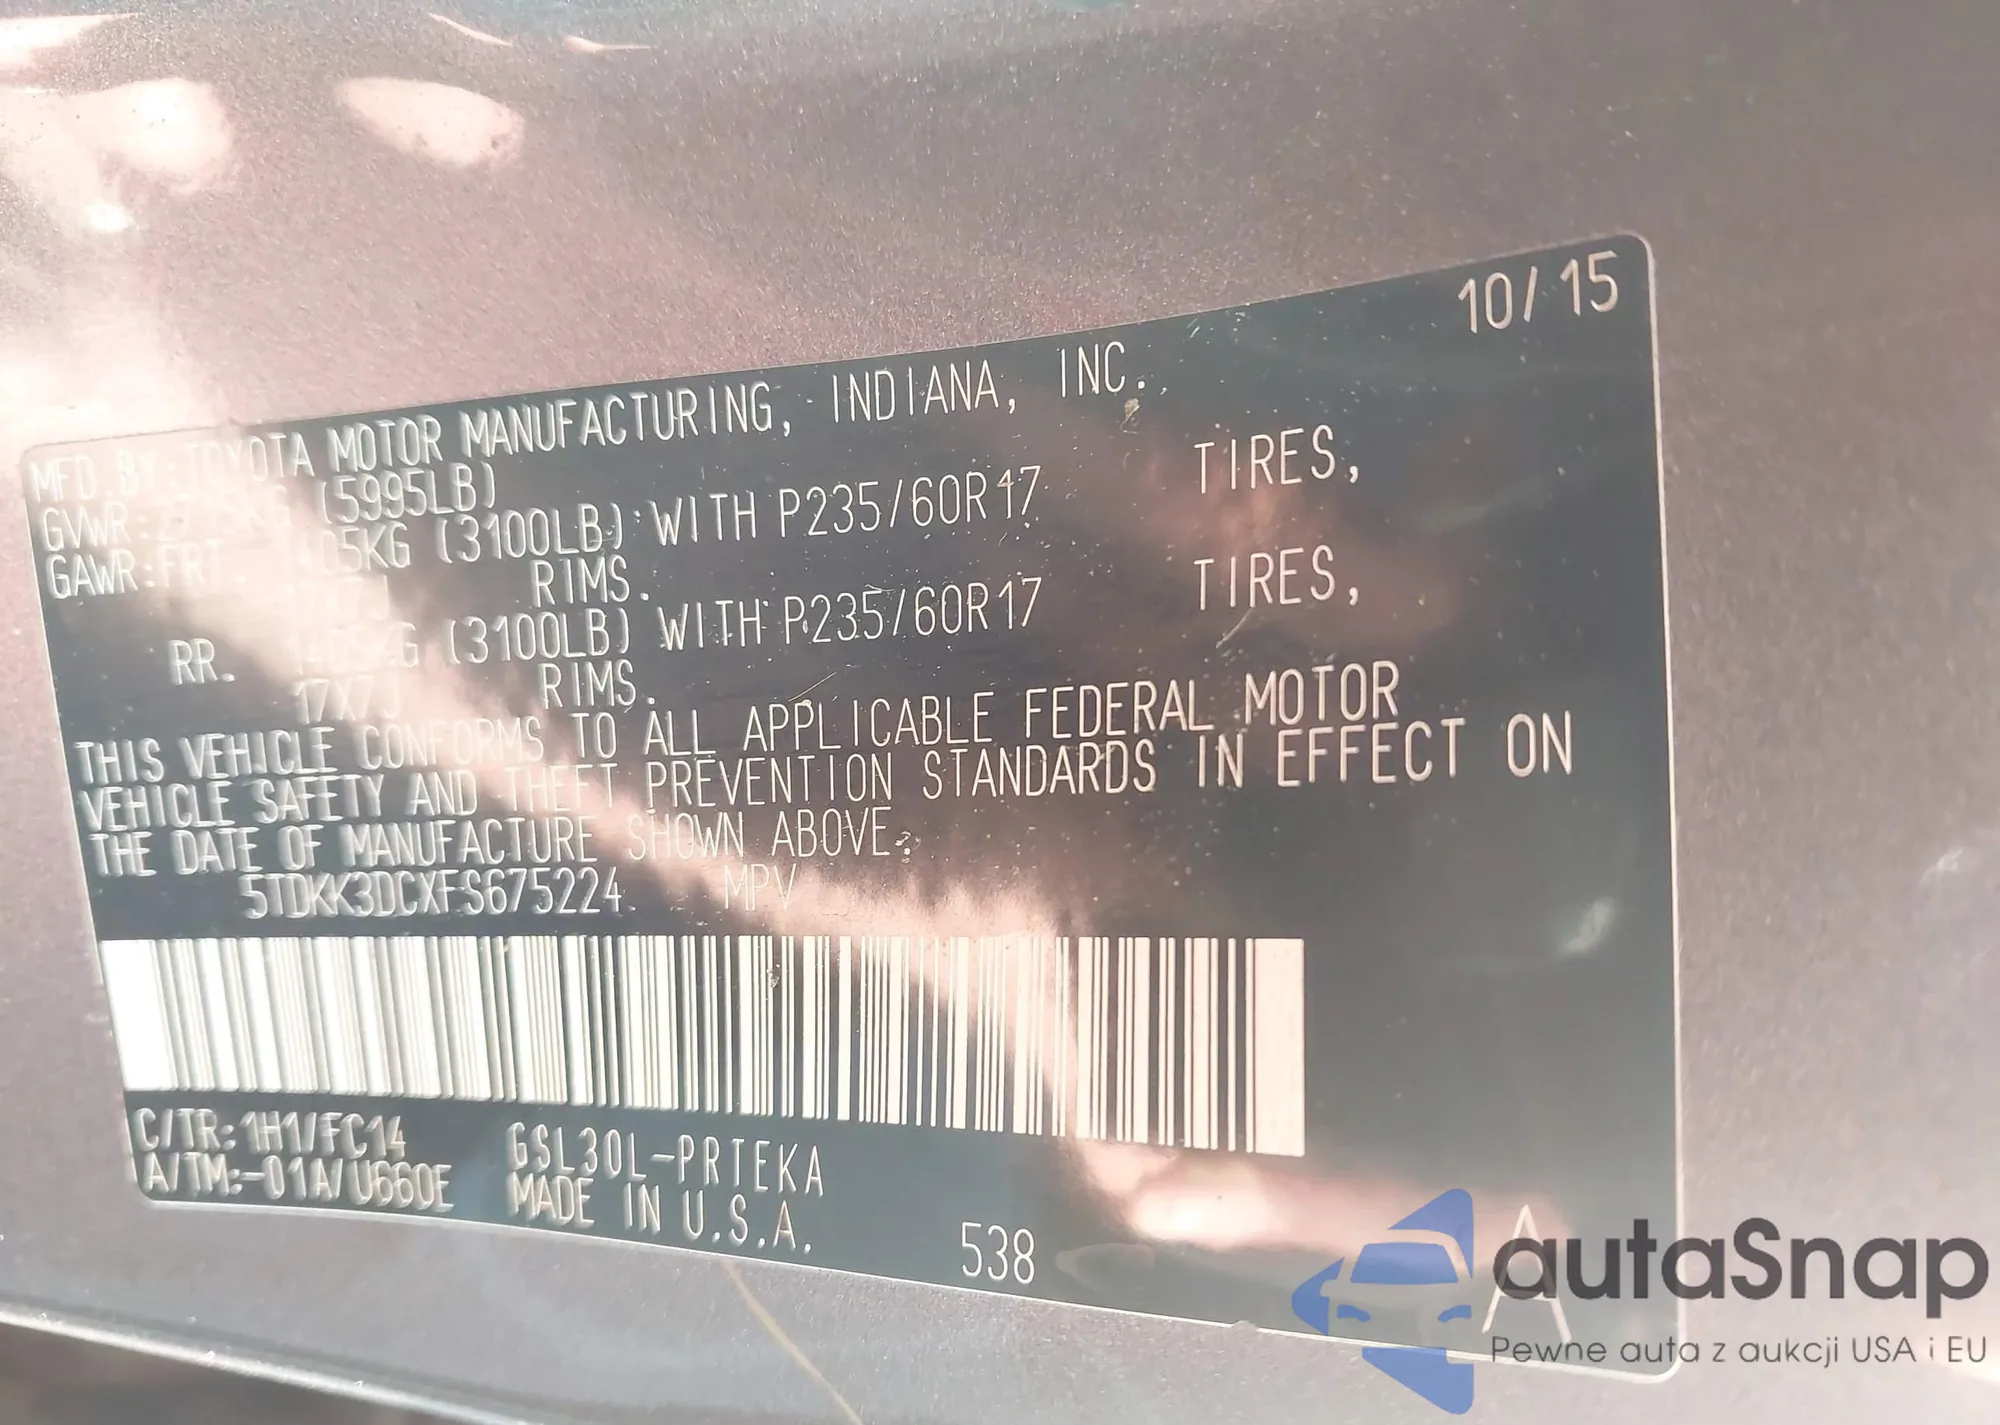 10/15
MFD. BY: TOYOTA MOTOR MANUFACTURING, INDIANA, INC.
GVWR: (5995LB)
GAWR:FRT. 1405KG (3100LB) WITH P235/60R17 TIRES,
RIMS.
RR. 1405KG (3100LB) WITH P235/60R17 TIRES,
17X7J RIMS.
THIS VEHICLE CONFORMS TO ALL APPLICABLE FEDERAL MOTOR
VEHICLE SAFETY AND THEFT PREVENTION STANDARDS IN EFFECT ON
THE DATE OF MANUFACTURE SHOWN ABOVE.
5TDKK3DCXFS675224 MPV
C/TR:1H1/FC14 GSL30L-PRTEKA
A/TM:-01A/U660E MADE IN U.S.A.
538 A
autaSnap
Pewne auta z aukcji USA i EU